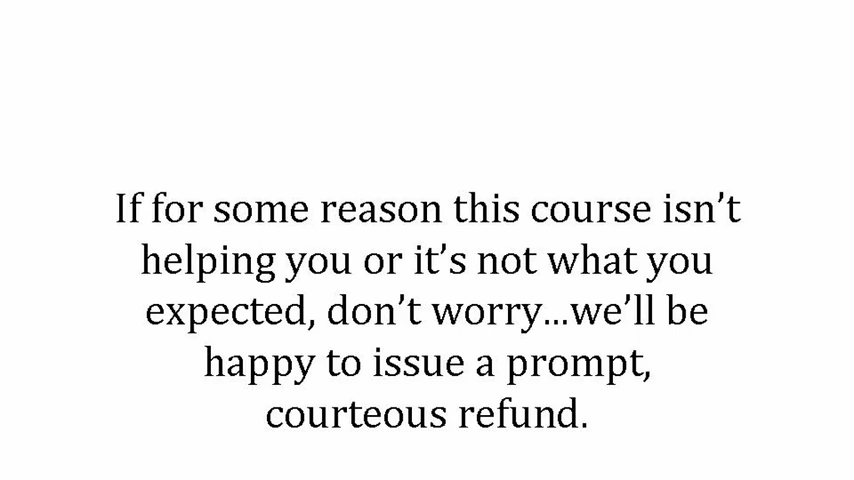 If for some reason this course isn’t
helping you or it’s not what you
expected, don’t worry...we’ll be
happy to issue a prompt,
courteous refund.